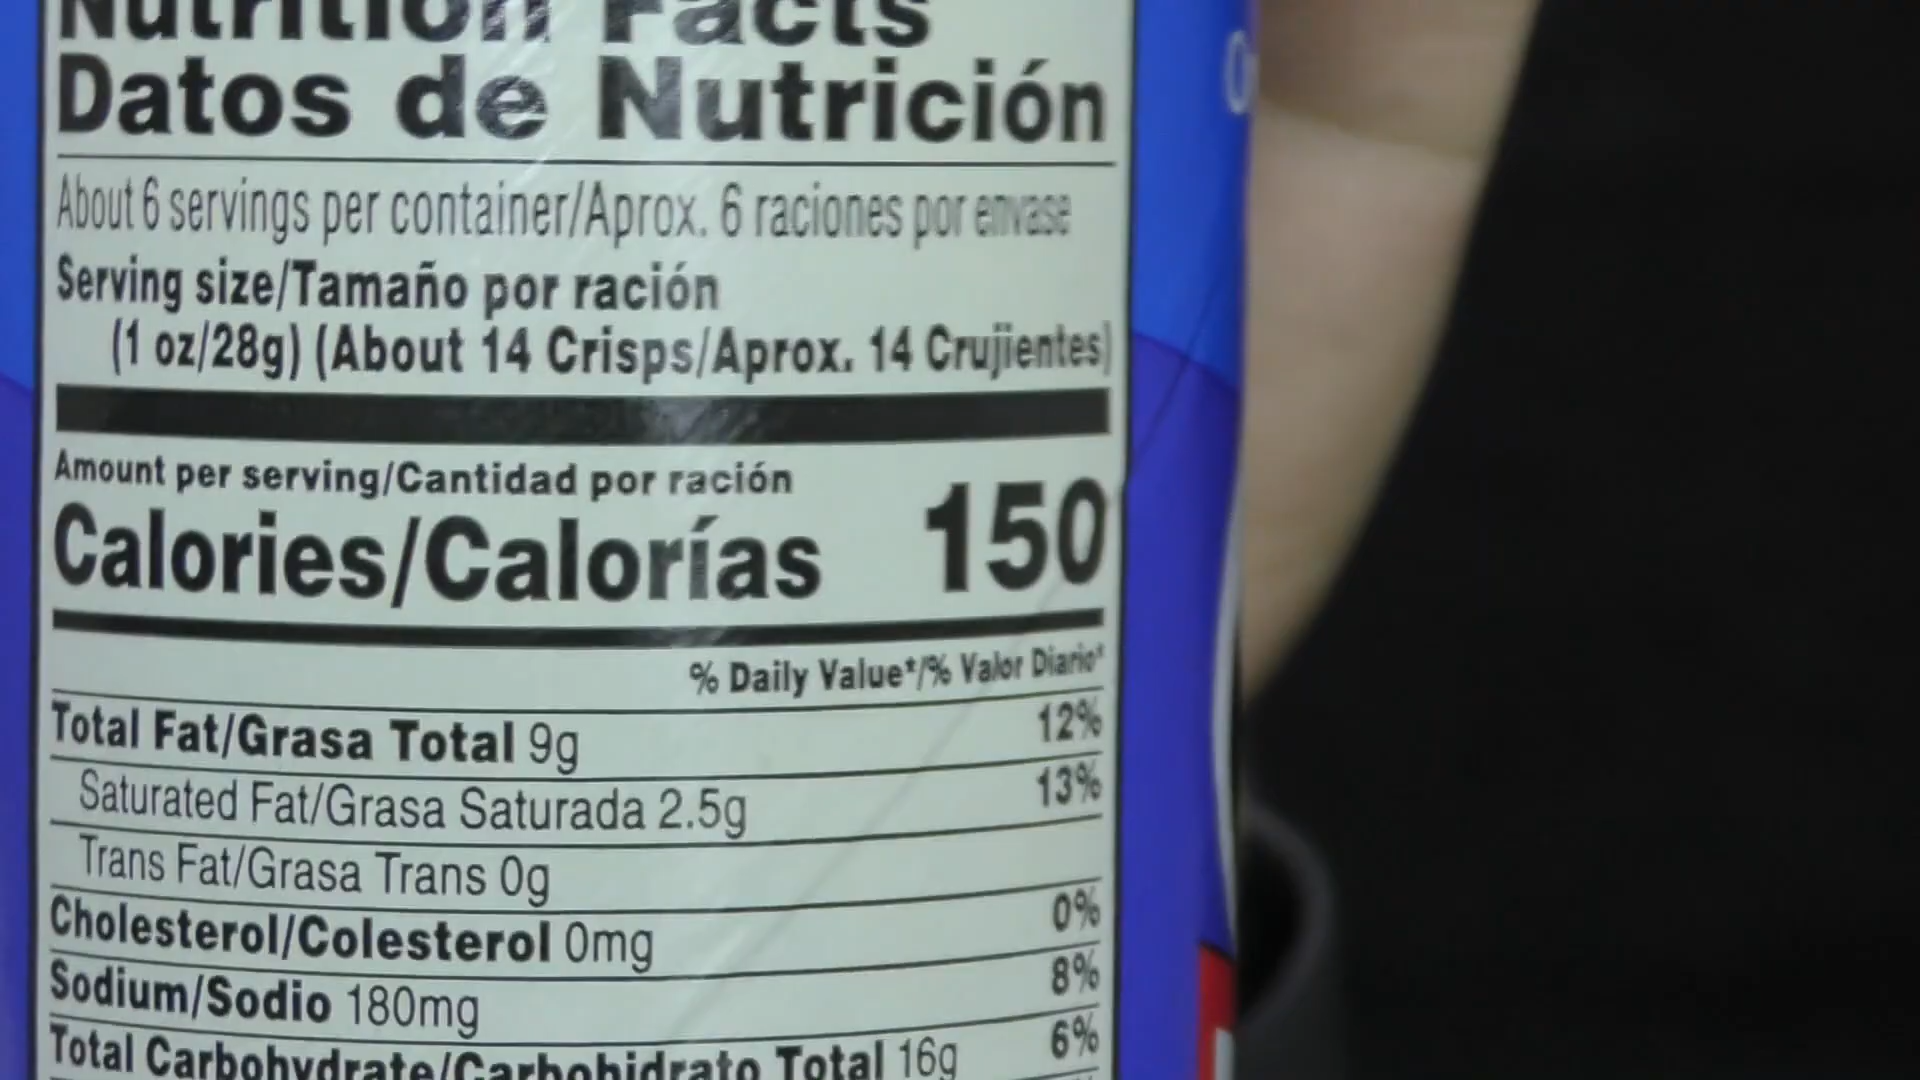 Nutrition Facts
Datos de Nutrición
About 6 servings per container/Aprox. 6 raciones por envase
Serving size/Tamaño por ración
(1 oz/28g) (About 14 Crisps/Aprox. 14 Crujientes)
Amount per serving/Cantidad por ración
Calories/Calorías 150
% Daily Value*/% Valor Diario*
Total Fat/Grasa Total 9g 12%
Saturated Fat/Grasa Saturada 2.5g 13%
Trans Fat/Grasa Trans 0g
Cholesterol/Colesterol 0mg 0%
Sodium/Sodio 180mg 8%
Total Carbohydrate/Carbohidrato Total 16g 6%